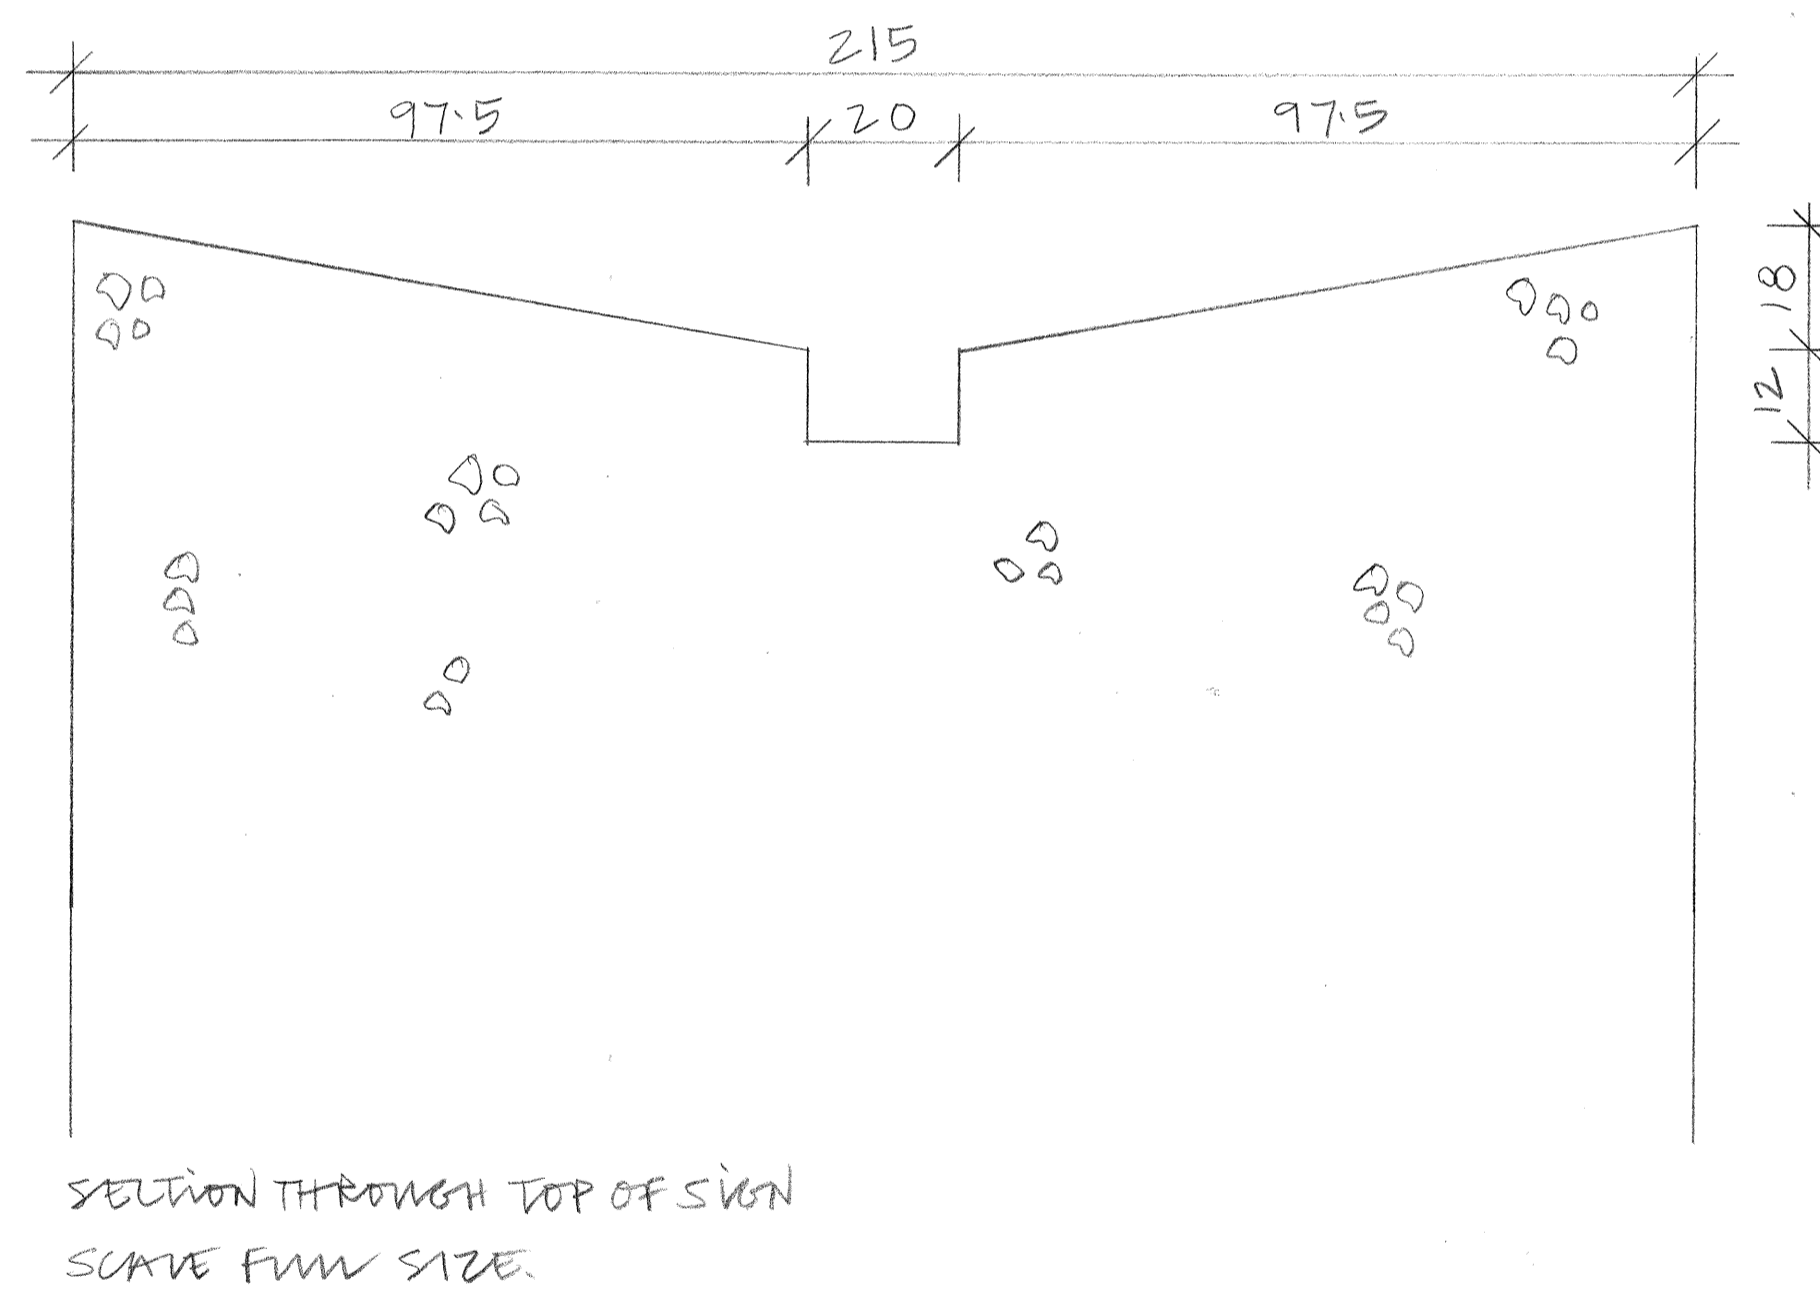 215
97.5 20 97.5
18
12
SECTION THROUGH TOP OF SIGN
SCALE FULL SIZE.